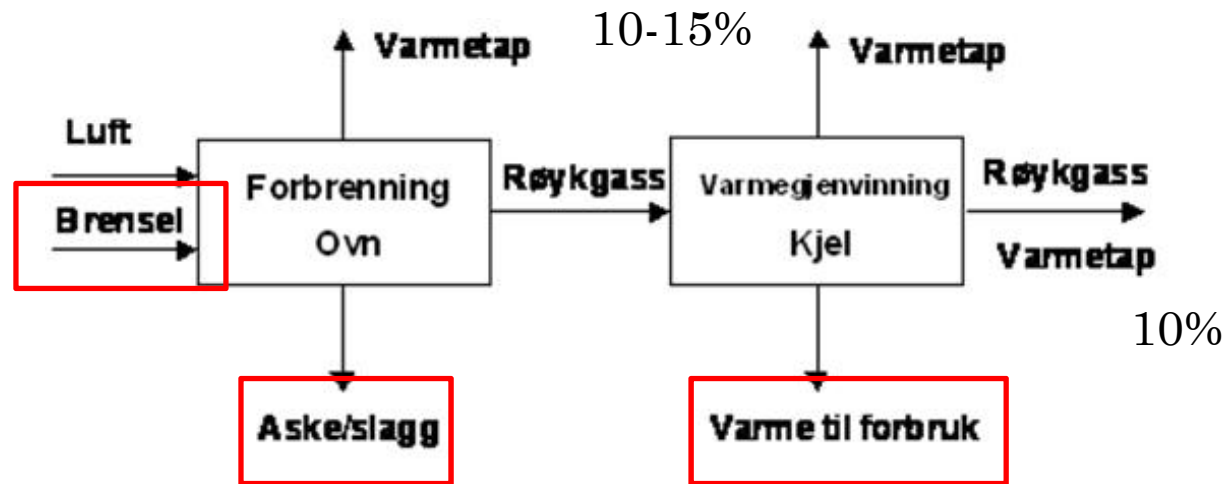 10-15%
Varmetap
Varmetap
Luft
Brensel
Forbrenning
Ovn
Røykgass
Varmegjenvinning
Kjel
Røykgass
Varmetap
10%
Aske/slagg
Varme til forbruk